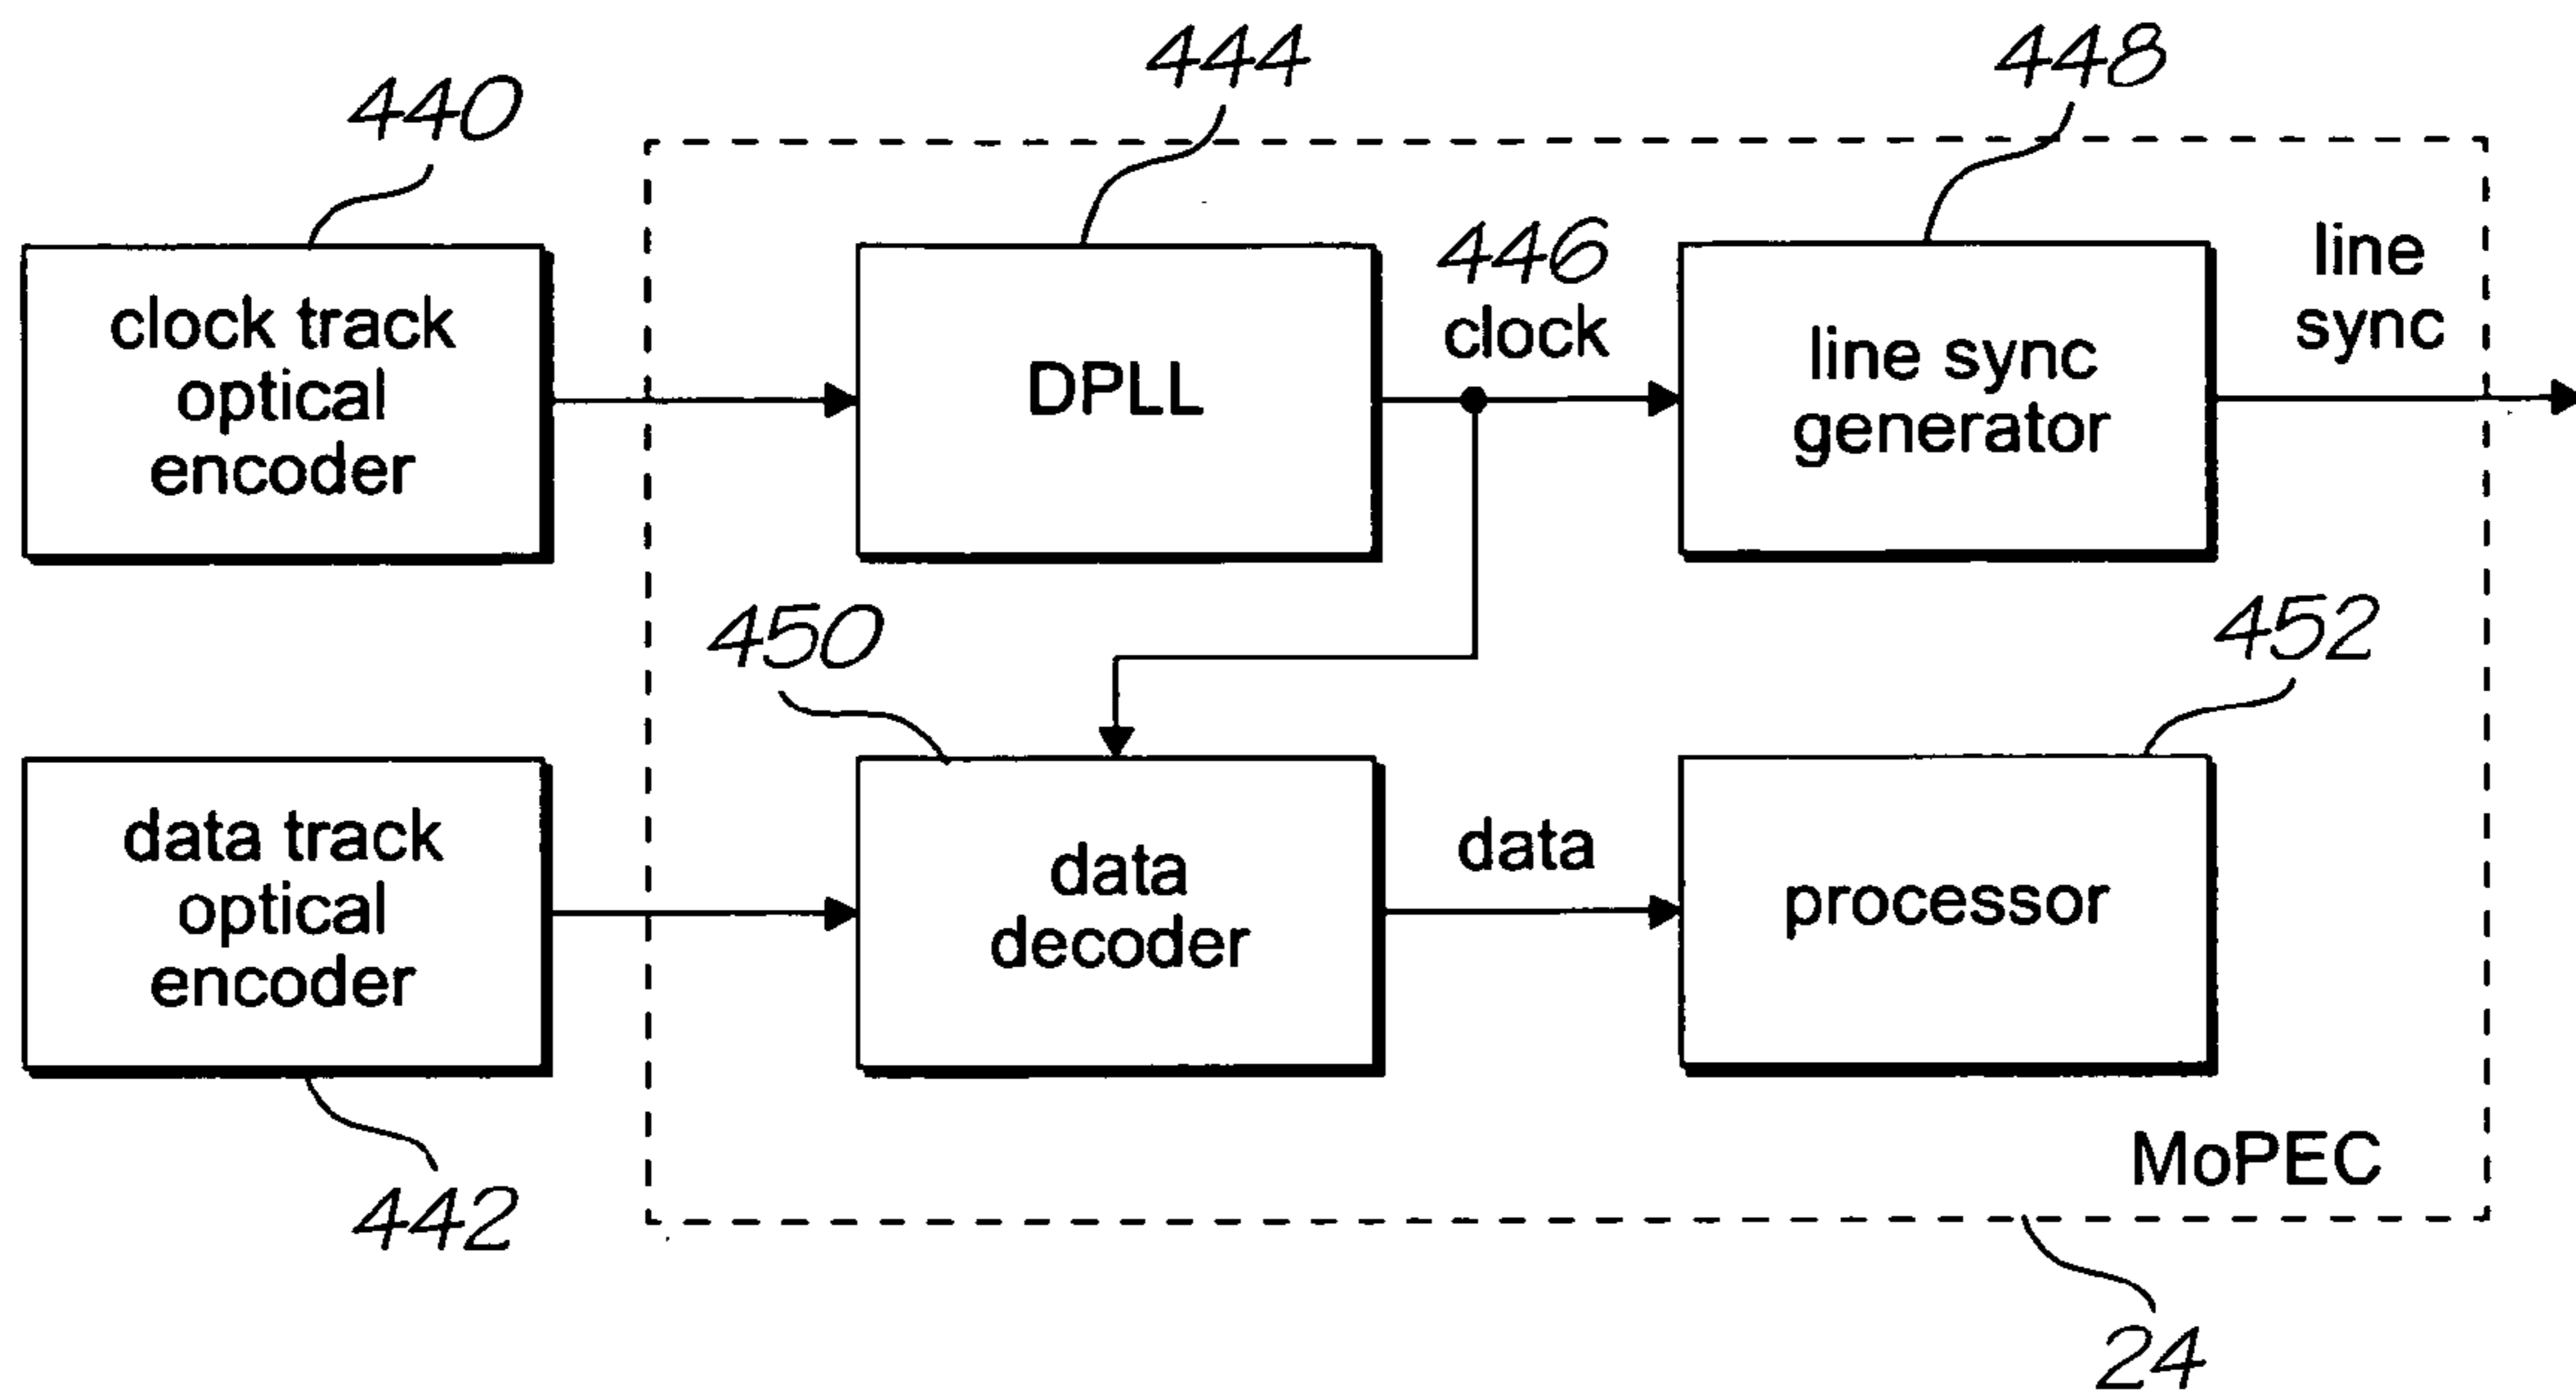 444
448
440
446
clock
line
sync
clock track
optical
encoder
DPLL
line sync
generator
450
452
data track
optical
encoder
data
decoder
data
processor
MoPEC
442
24